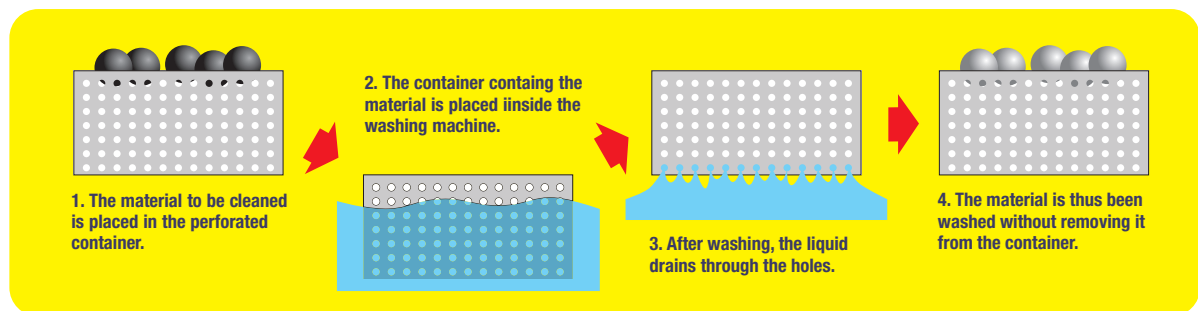 1. The material to be cleaned
is placed in the perforated
container.
2. The container containg the
material is placed iinside the
washing machine.
3. After washing, the liquid
drains through the holes.
4. The material is thus been
washed without removing it
from the container.